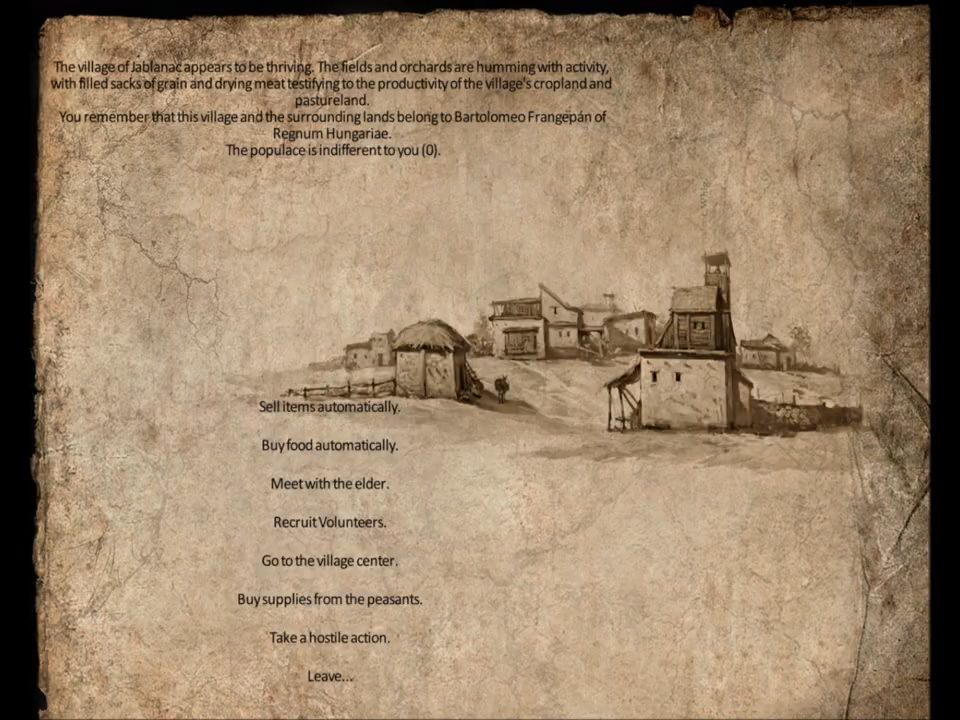 The village of Jablanac appears to be thriving. The fields and orchards are humming with activity,
with filled sacks of grain and drying meat testifying to the productivity of the village's cropland and
pastureland.
You remember that this village and the surrounding lands belong to Bartolomeo Frangepán of
Regnum Hungariae.
The populace is indifferent to you (0).
Sell items automatically.
Buy food automatically.
Meet with the elder.
Recruit Volunteers.
Go to the village center.
Buy supplies from the peasants.
Take a hostile action.
Leave...